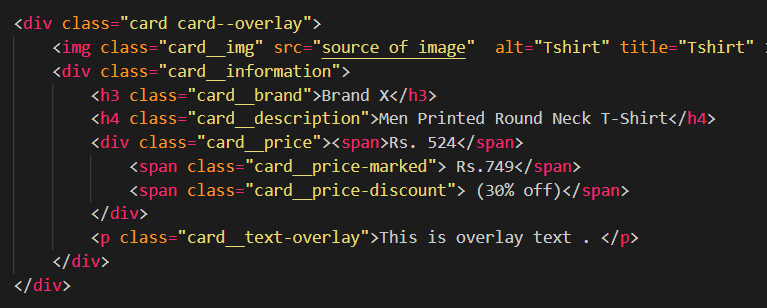 <div class="card card--overlay">
<img class="card__img" src="source of image"  alt="Tshirt" title="Tshirt"
<div class="card__information">
<h3 class="card__brand">Brand X</h3>
<h4 class="card__description">Men Printed Round Neck T-Shirt</h4>
<div class="card__price"><span>Rs. 524</span>
<span class="card__price-marked"> Rs.749</span>
<span class="card__price-discount"> (30% off)</span>
</div>
<p class="card__text-overlay">This is overlay text . </p>
</div>
</div>